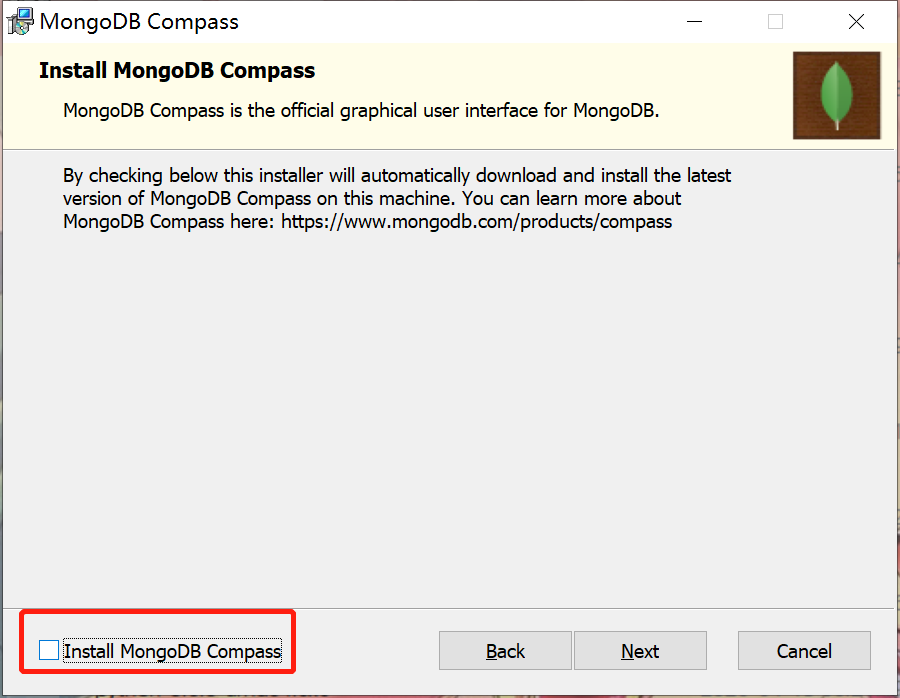 MongoDB Compass
Install MongoDB Compass
MongoDB Compass is the official graphical user interface for MongoDB.
By checking below this installer will automatically download and install the latest
version of MongoDB Compass on this machine. You can learn more about
MongoDB Compass here: https://www.mongodb.com/products/compass
Install MongoDB Compass
Back
Next
Cancel